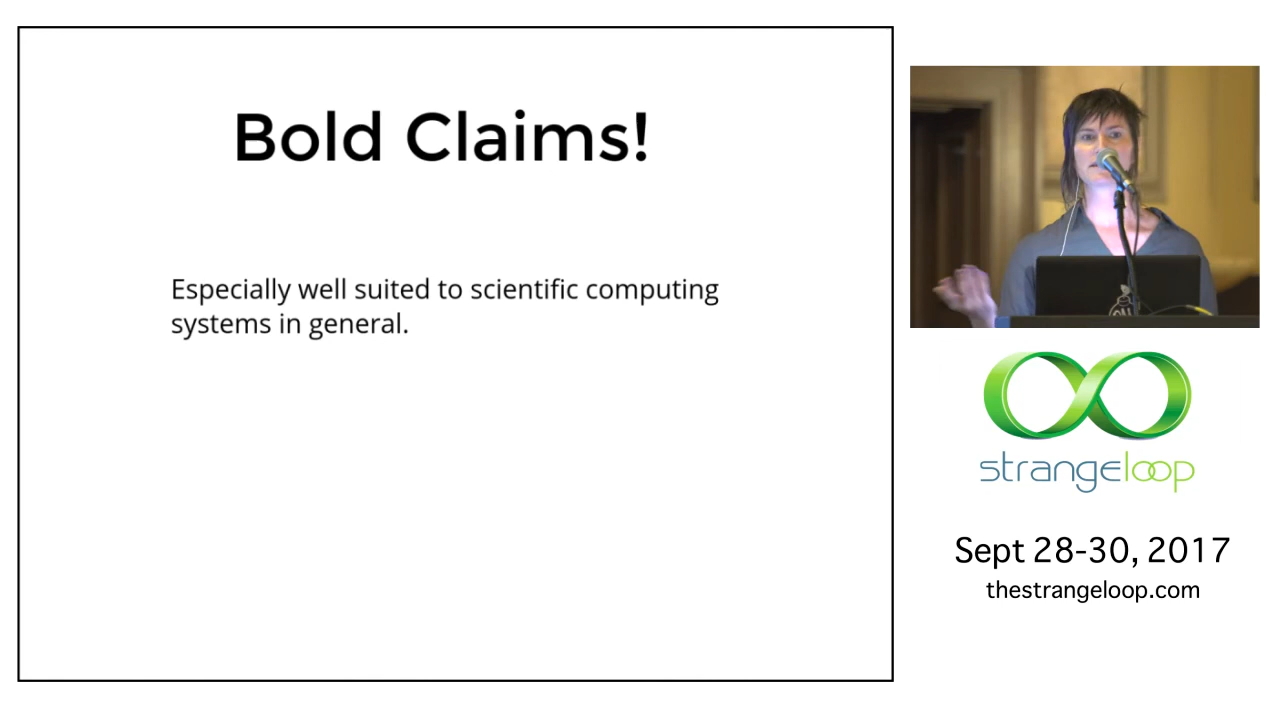 Bold Claims!
Especially well suited to scientific computing
systems in general.
strangeloop
Sept 28-30, 2017
thestrangeloop.com